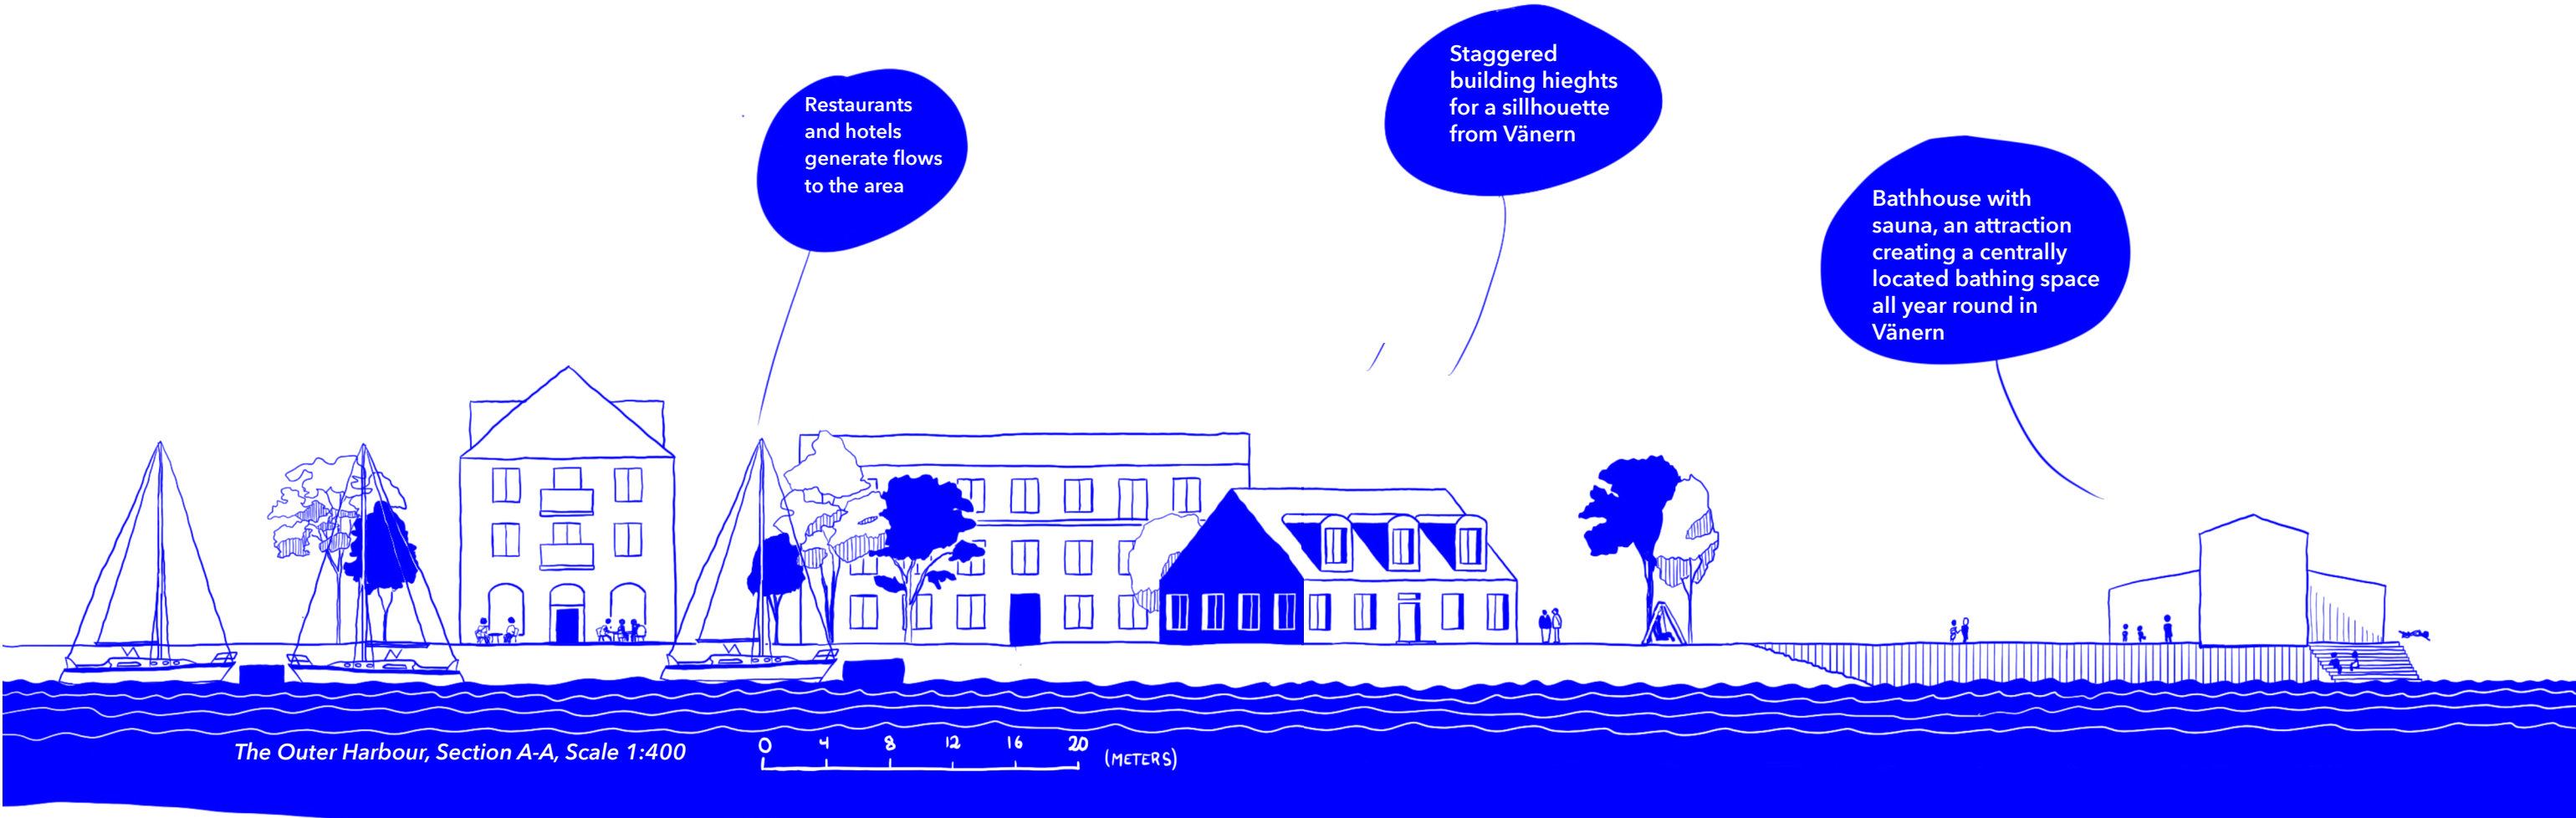 Restaurants
and hotels
generate flows
to the area
Staggered
building hieghts
for a sillhouette
from Vänern
Bathhouse with
sauna, an attraction
creating a centrally
located bathing space
all year round in
Vänern
The Outer Harbour, Section A-A, Scale 1:400
0 4 8 12 16 20 (METERS)